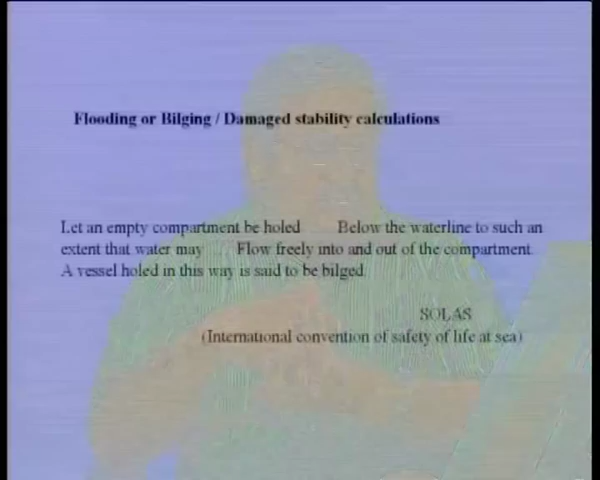 Flooding or Bilging / Damaged stability calculations
Let an empty compartment be holed Below the waterline to such an
extent that water may Flow freely into and out of the compartment.
A vessel holed in this way is said to be bilged.
SOLAS
(International convention of safety of life at sea)